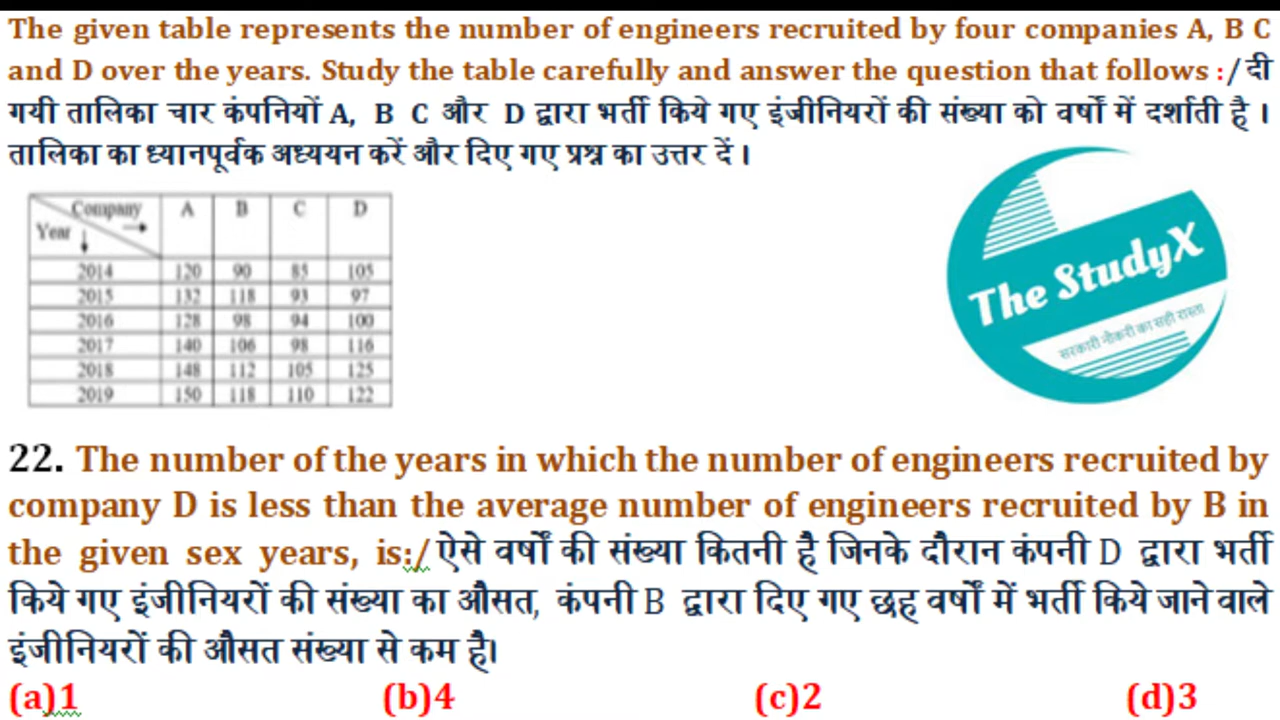 The given table represents the number of engineers recruited by four companies A, B C
and D over the years. Study the table carefully and answer the question that follows :/ दी
गयी तालिका चार कंपनियों A, B C और D द्वारा भर्ती किये गए इंजीनियरों की संख्या को वर्षों में दर्शाती है ।
तालिका का ध्यानपूर्वक अध्ययन करें और दिए गए प्रश्न का उत्तर दें ।
Company → Year ↓ A B C D
2014 120 90 85 105
2015 132 118 93 97
2016 128 98 94 100
2017 140 106 98 116
2018 148 112 105 125
2019 150 118 110 122
The StudyX
सरकारी नौकरी का सही रास्ता
22. The number of the years in which the number of engineers recruited by
company D is less than the average number of engineers recruited by B in
the given sex years, is:/ ऐसे वर्षों की संख्या कितनी है जिनके दौरान कंपनी D द्वारा भर्ती
किये गए इंजीनियरों की संख्या का औसत, कंपनी B द्वारा दिए गए छह वर्षों में भर्ती किये जाने वाले
इंजीनियरों की औसत संख्या से कम है।
(a)1 (b)4 (c)2 (d)3